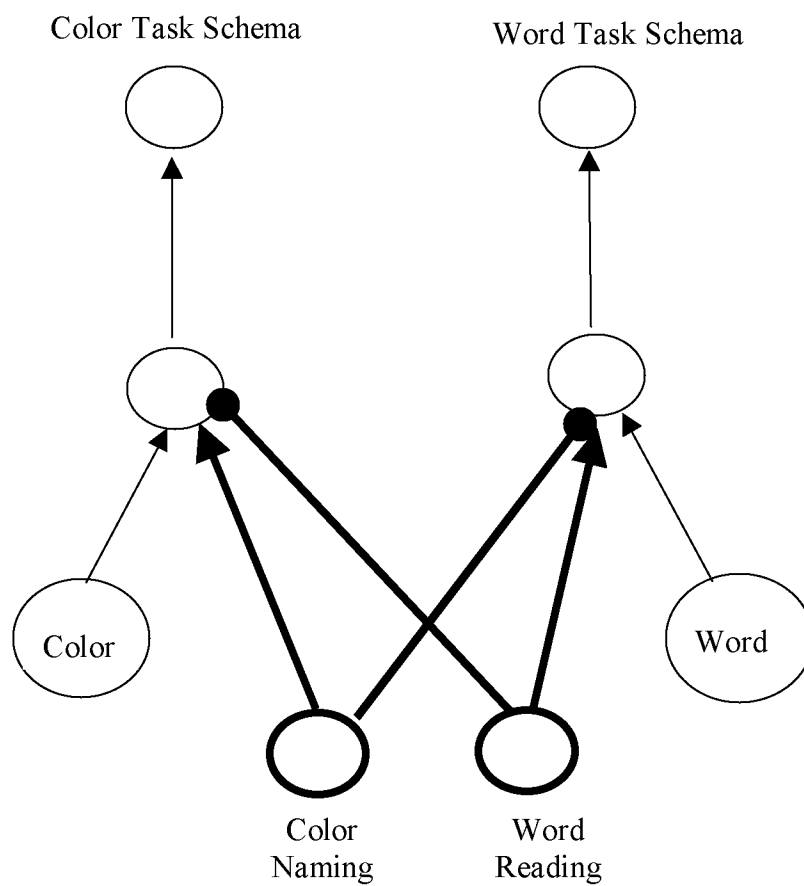 Color Task Schema
Word Task Schema
Color
Word
Color
Naming
Word
Reading